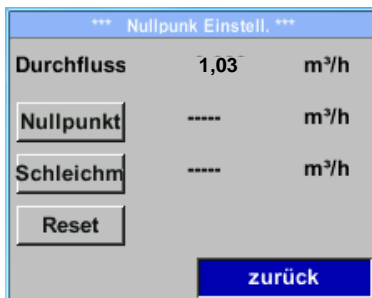 *** Nullpunk Einstell. ***
Durchfluss 1,03 m³/h
Nullpunkt ----- m³/h
Schleichm ----- m³/h
Reset
zurück